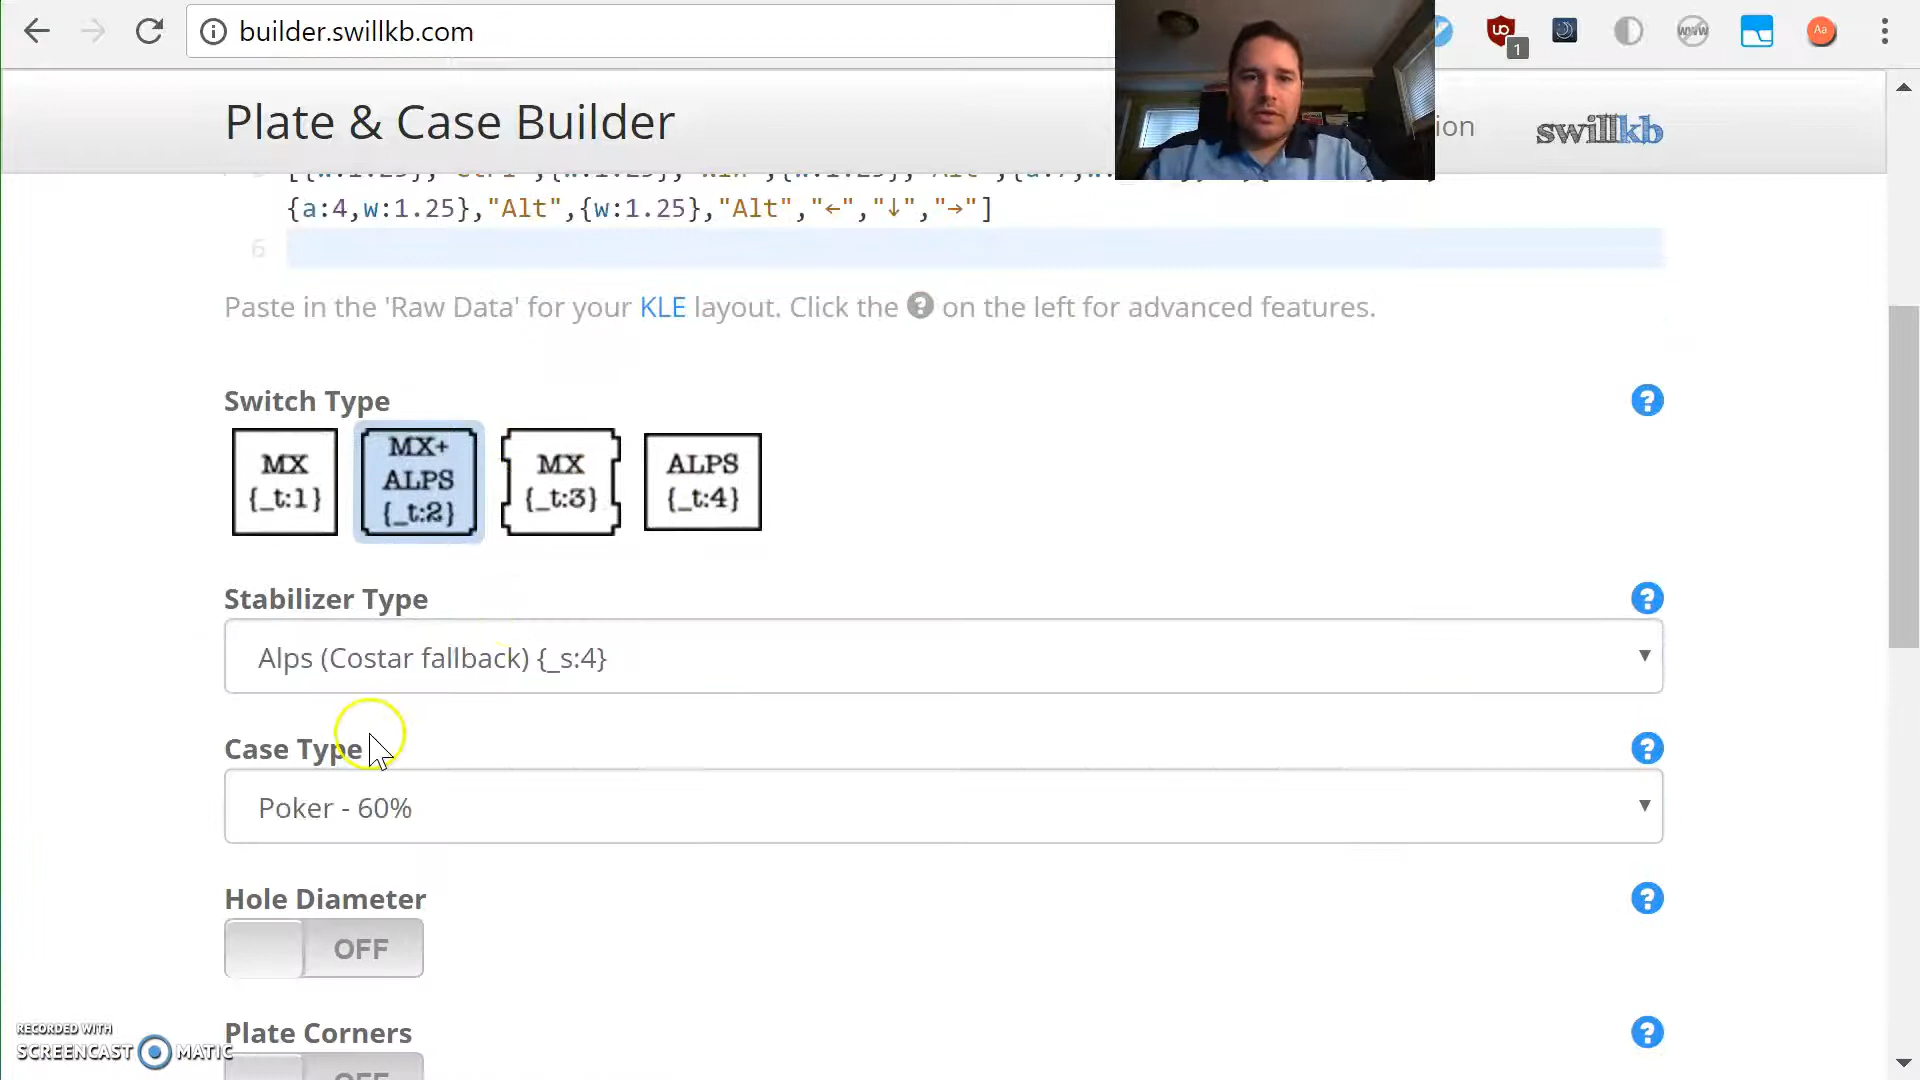 builder.swillkb.com
1
Aa
Plate & Case Builder
ion
swillkb
{a:4,w:1.25},"Alt",{w:1.25},"Alt","←","↓","→"]
6
Paste in the 'Raw Data' for your KLE layout. Click the ? on the left for advanced features.
Switch Type
?
MX
{_t:1}
MX+
ALPS
{_t:2}
MX
{_t:3}
ALPS
{_t:4}
Stabilizer Type
?
Alps (Costar fallback) {_s:4}
Case Type
?
Poker - 60%
Hole Diameter
?
OFF
Plate Corners
?
OFF
RECORDED WITH
SCREENCAST MATIC